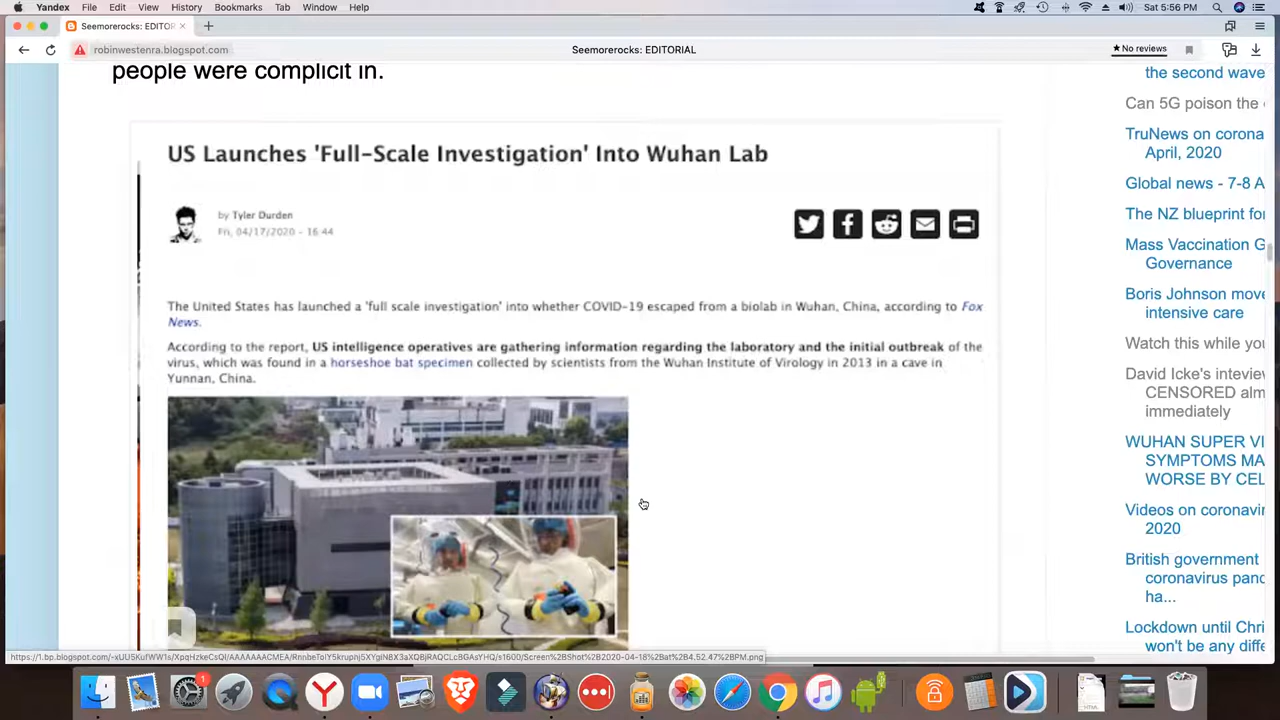 Yandex File Edit View History Bookmarks Tab Window Help Sat 5:56 PM
Seemorerocks: EDITOR
robinwestenra.blogspot.com Seemorerocks: EDITORIAL ★No reviews
people were complicit in.
US Launches 'Full-Scale Investigation' Into Wuhan Lab
by Tyler Durden
Fri, 04/17/2020 - 16:44
The United States has launched a 'full scale investigation' into whether COVID-19 escaped from a biolab in Wuhan, China, according to Fox
News.
According to the report, US intelligence operatives are gathering information regarding the laboratory and the initial outbreak of the
virus, which was found in a horseshoe bat specimen collected by scientists from the Wuhan Institute of Virology in 2013 in a cave in
Yunnan, China.
the second wave
Can 5G poison the
TruNews on corona
April, 2020
Global news - 7-8 A
The NZ blueprint for
Mass Vaccination G
Governance
Boris Johnson move
intensive care
Watch this while you
David Icke's intervie
CENSORED alm
immediately
WUHAN SUPER VI
SYMPTOMS MA
WORSE BY CEL
Videos on coronavir
2020
British government
coronavirus pand
ha...
Lockdown until Chri
won't be any diffe
1